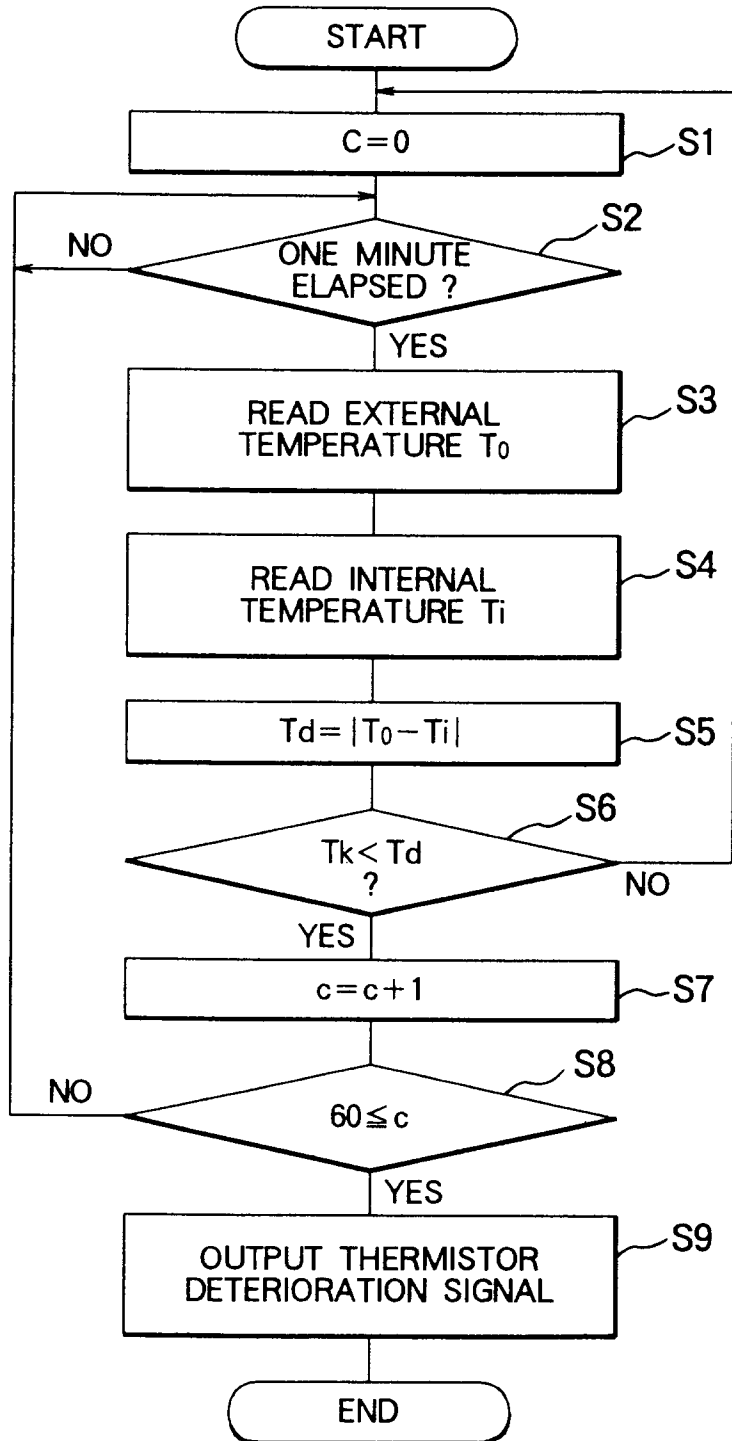 START
C=0
S1
S2
NO
ONE MINUTE
ELAPSED ?
YES
S3
READ EXTERNAL
TEMPERATURE T0
S4
READ INTERNAL
TEMPERATURE Ti
Td=|T0-Ti|
S5
S6
Tk<Td
?
NO
YES
c=c+1
S7
S8
NO
60≦c
YES
S9
OUTPUT THERMISTOR
DETERIORATION SIGNAL
END